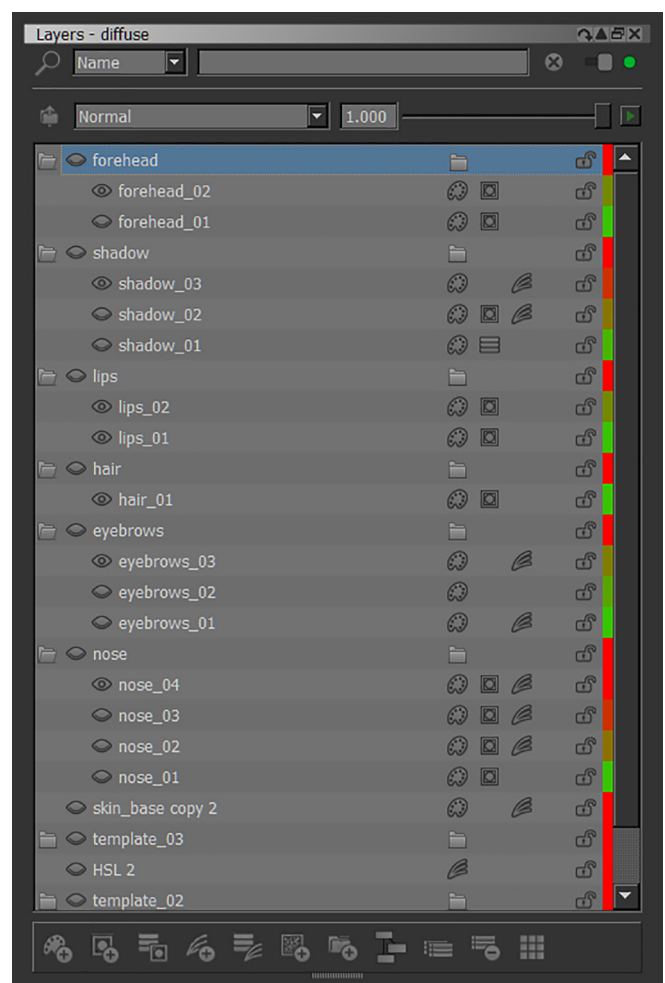 Layers - diffuse
Name
Normal 1.000
forehead
forehead_02
forehead_01
shadow
shadow_03
shadow_02
shadow_01
lips
lips_02
lips_01
hair
hair_01
eyebrows
eyebrows_03
eyebrows_02
eyebrows_01
nose
nose_04
nose_03
nose_02
nose_01
skin_base copy 2
template_03
HSL 2
template_02